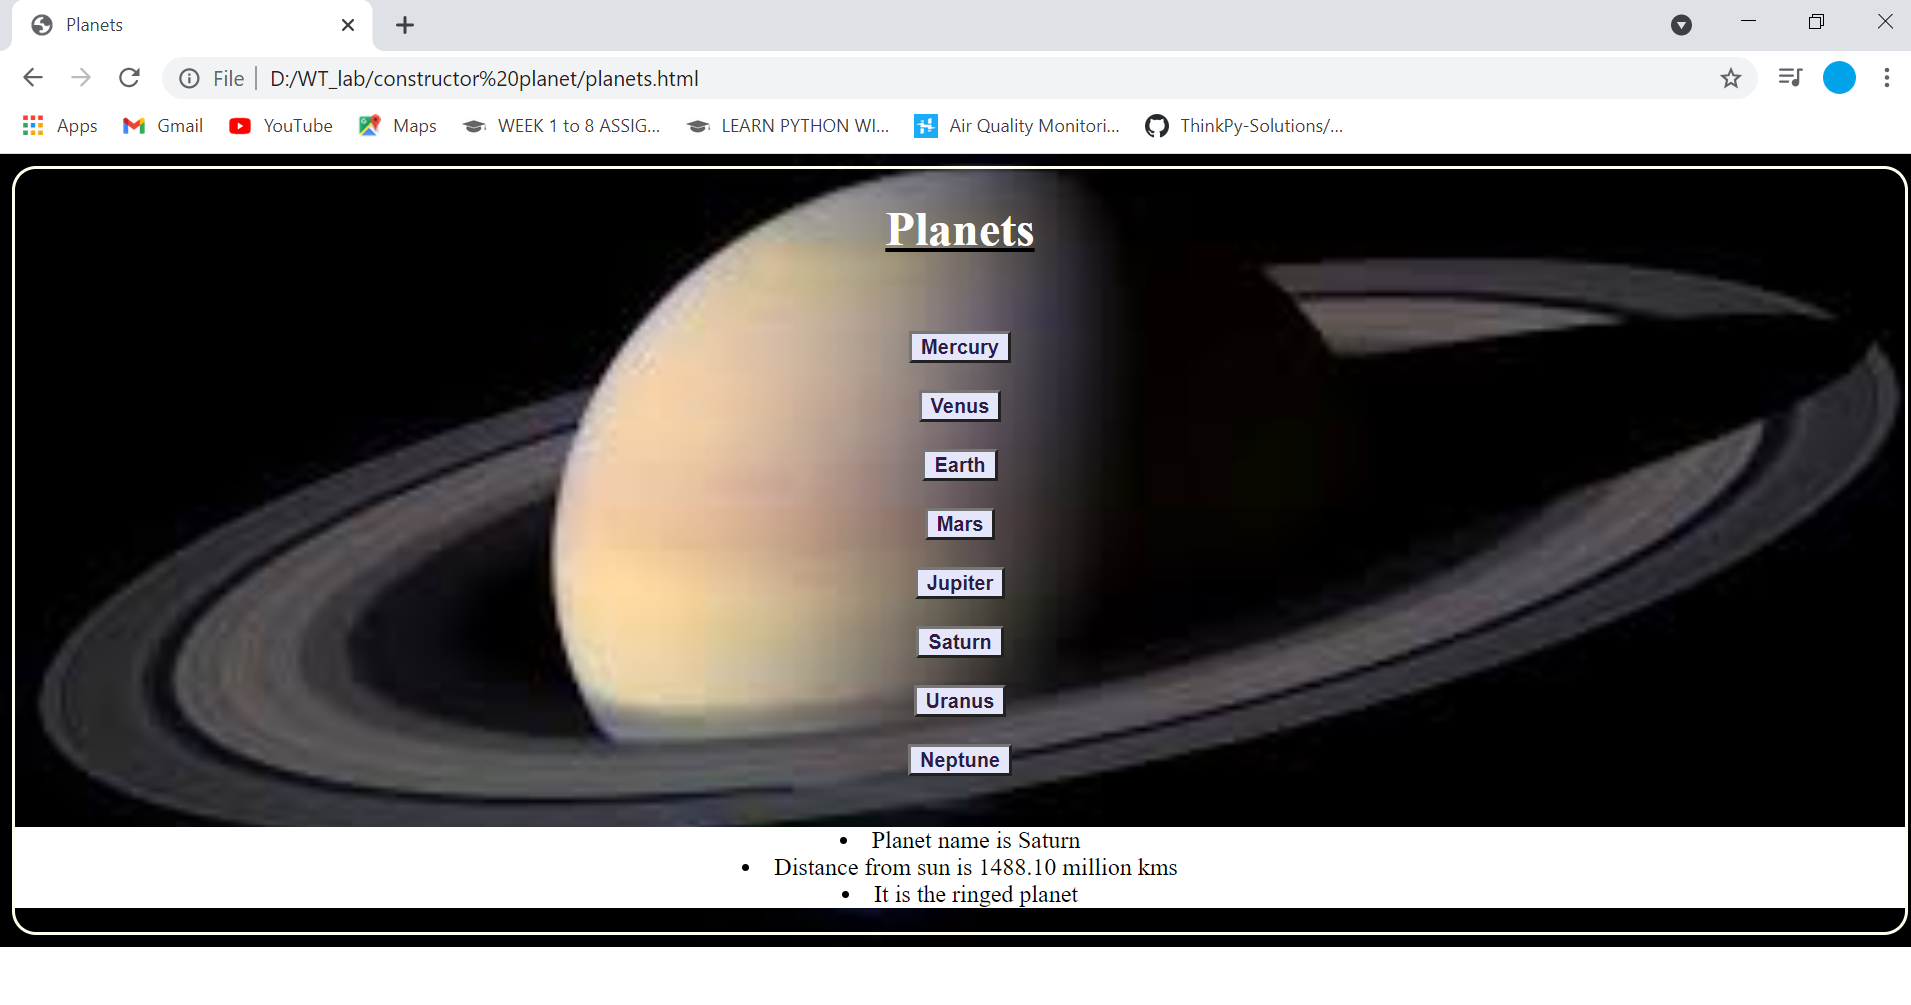 Planets
File D:/WT_lab/constructor%20planet/planets.html
Apps Gmail YouTube Maps WEEK 1 to 8 ASSIG... LEARN PYTHON WI... Air Quality Monitori... ThinkPy-Solutions/...
Planets
Mercury
Venus
Earth
Mars
Jupiter
Saturn
Uranus
Neptune
• Planet name is Saturn
• Distance from sun is 1488.10 million kms
• It is the ringed planet